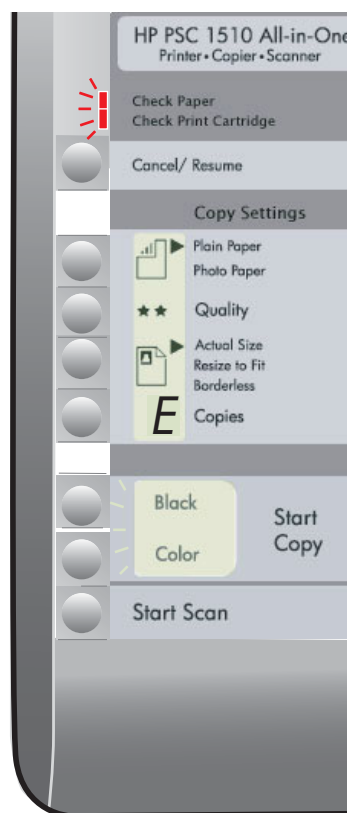 HP PSC 1510 All-in-One
Printer • Copier • Scanner
Check Paper
Check Print Cartridge
Cancel/ Resume
Copy Settings
Plain Paper
Photo Paper
Quality
Actual Size
Resize to Fit
Borderless
E Copies
Black
Color
Start
Copy
Start Scan